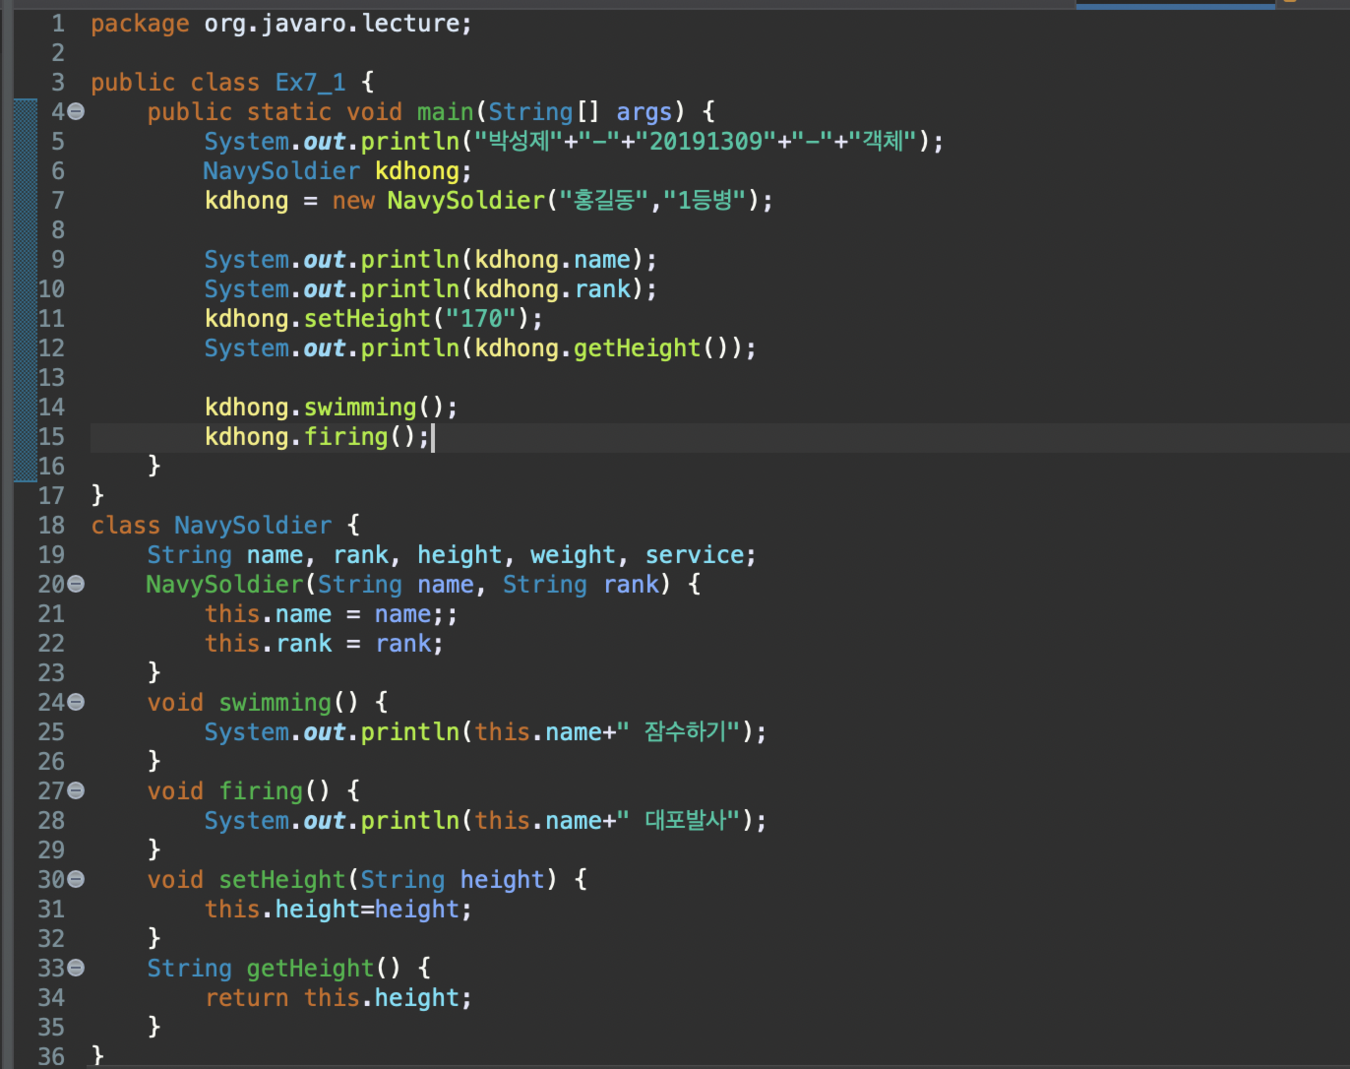 1 package org.javaro.lecture;
2
3 public class Ex7_1 {
4     public static void main(String[] args) {
5         System.out.println("박성제"+"-"+"20191309"+"-"+"객체");
6         NavySoldier kdhong;
7         kdhong = new NavySoldier("홍길동","1등병");
8
9         System.out.println(kdhong.name);
10         System.out.println(kdhong.rank);
11         kdhong.setHeight("170");
12         System.out.println(kdhong.getHeight());
13
14         kdhong.swimming();
15         kdhong.firing();
16     }
17 }
18 class NavySoldier {
19     String name, rank, height, weight, service;
20     NavySoldier(String name, String rank) {
21         this.name = name;;
22         this.rank = rank;
23     }
24     void swimming() {
25         System.out.println(this.name+" 잠수하기");
26     }
27     void firing() {
28         System.out.println(this.name+" 대포발사");
29     }
30     void setHeight(String height) {
31         this.height=height;
32     }
33     String getHeight() {
34         return this.height;
35     }
36 }